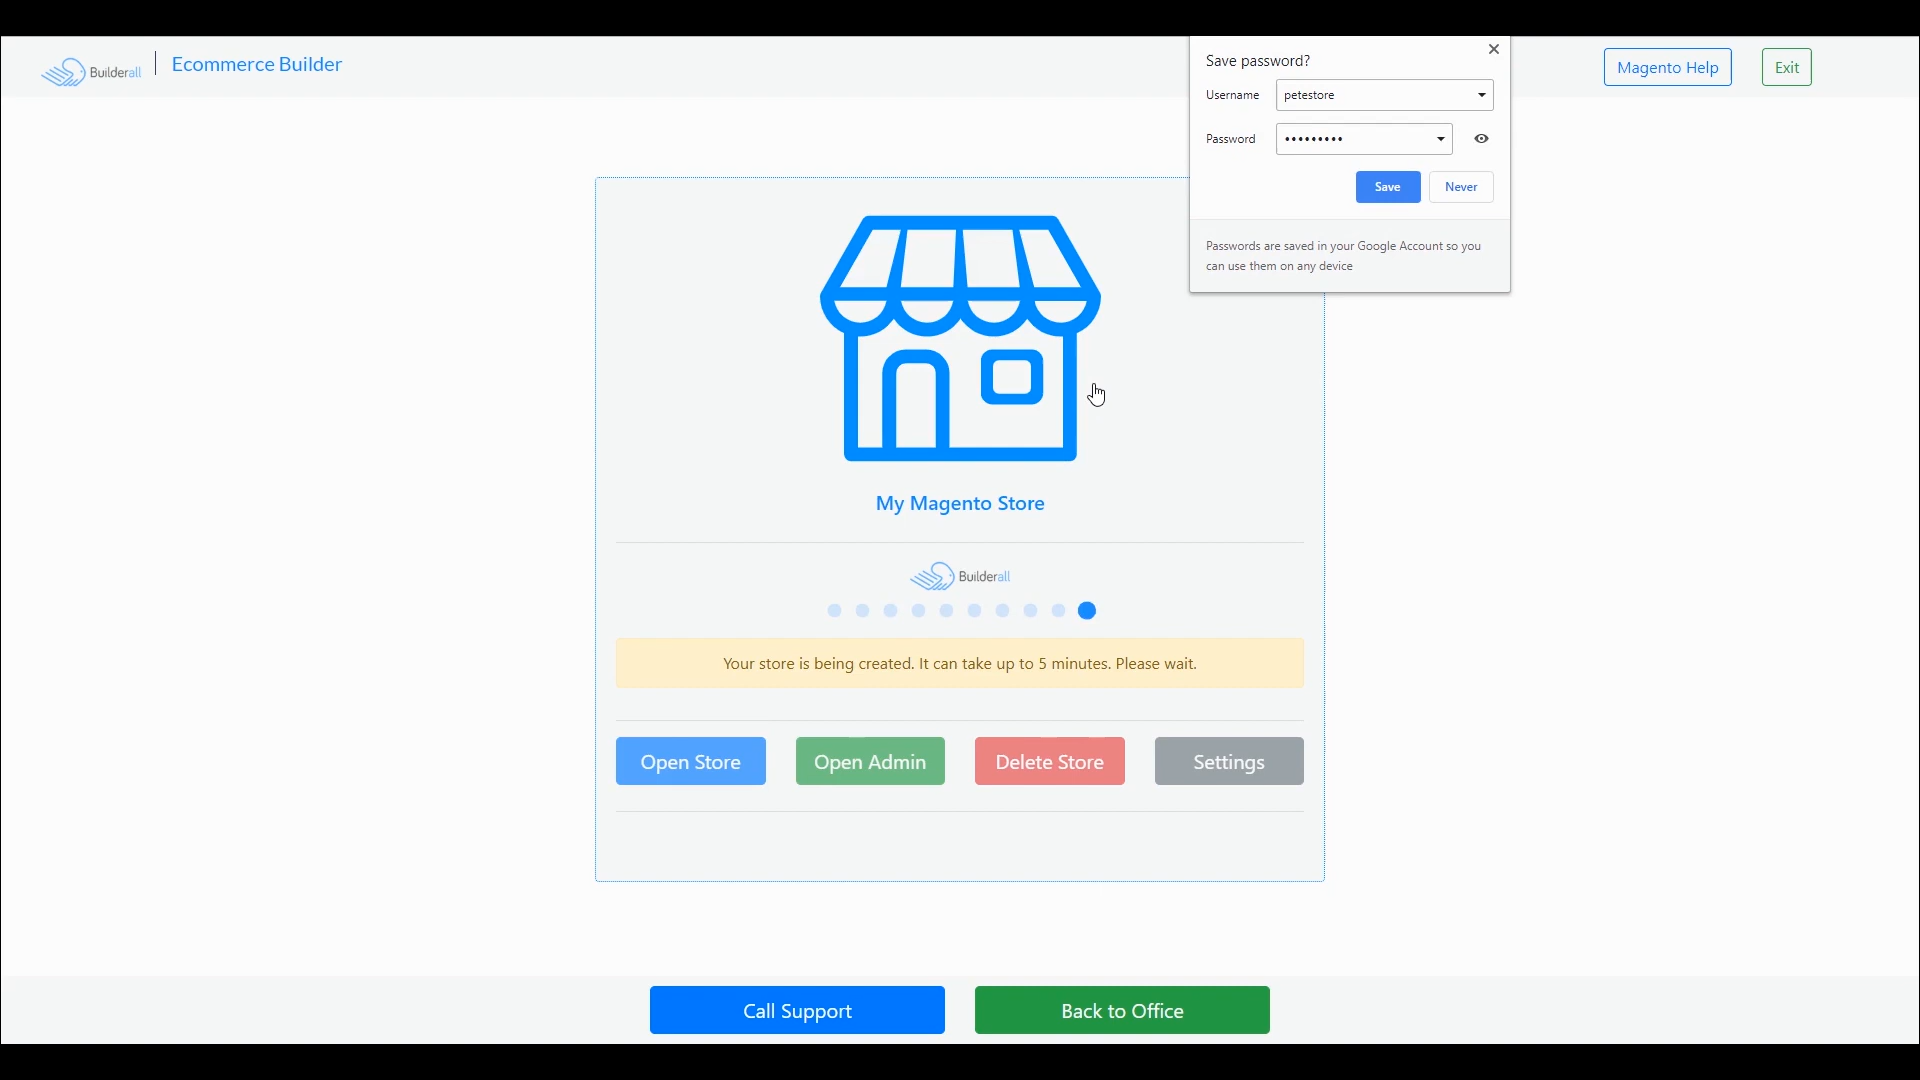 Builderall
Ecommerce Builder
Save password?
Username
petestore
Password
•••••••••
Save
Never
Passwords are saved in your Google Account so you
can use them on any device
Magento Help
Exit
My Magento Store
Builderall
Your store is being created. It can take up to 5 minutes. Please wait.
Open Store
Open Admin
Delete Store
Settings
Call Support
Back to Office